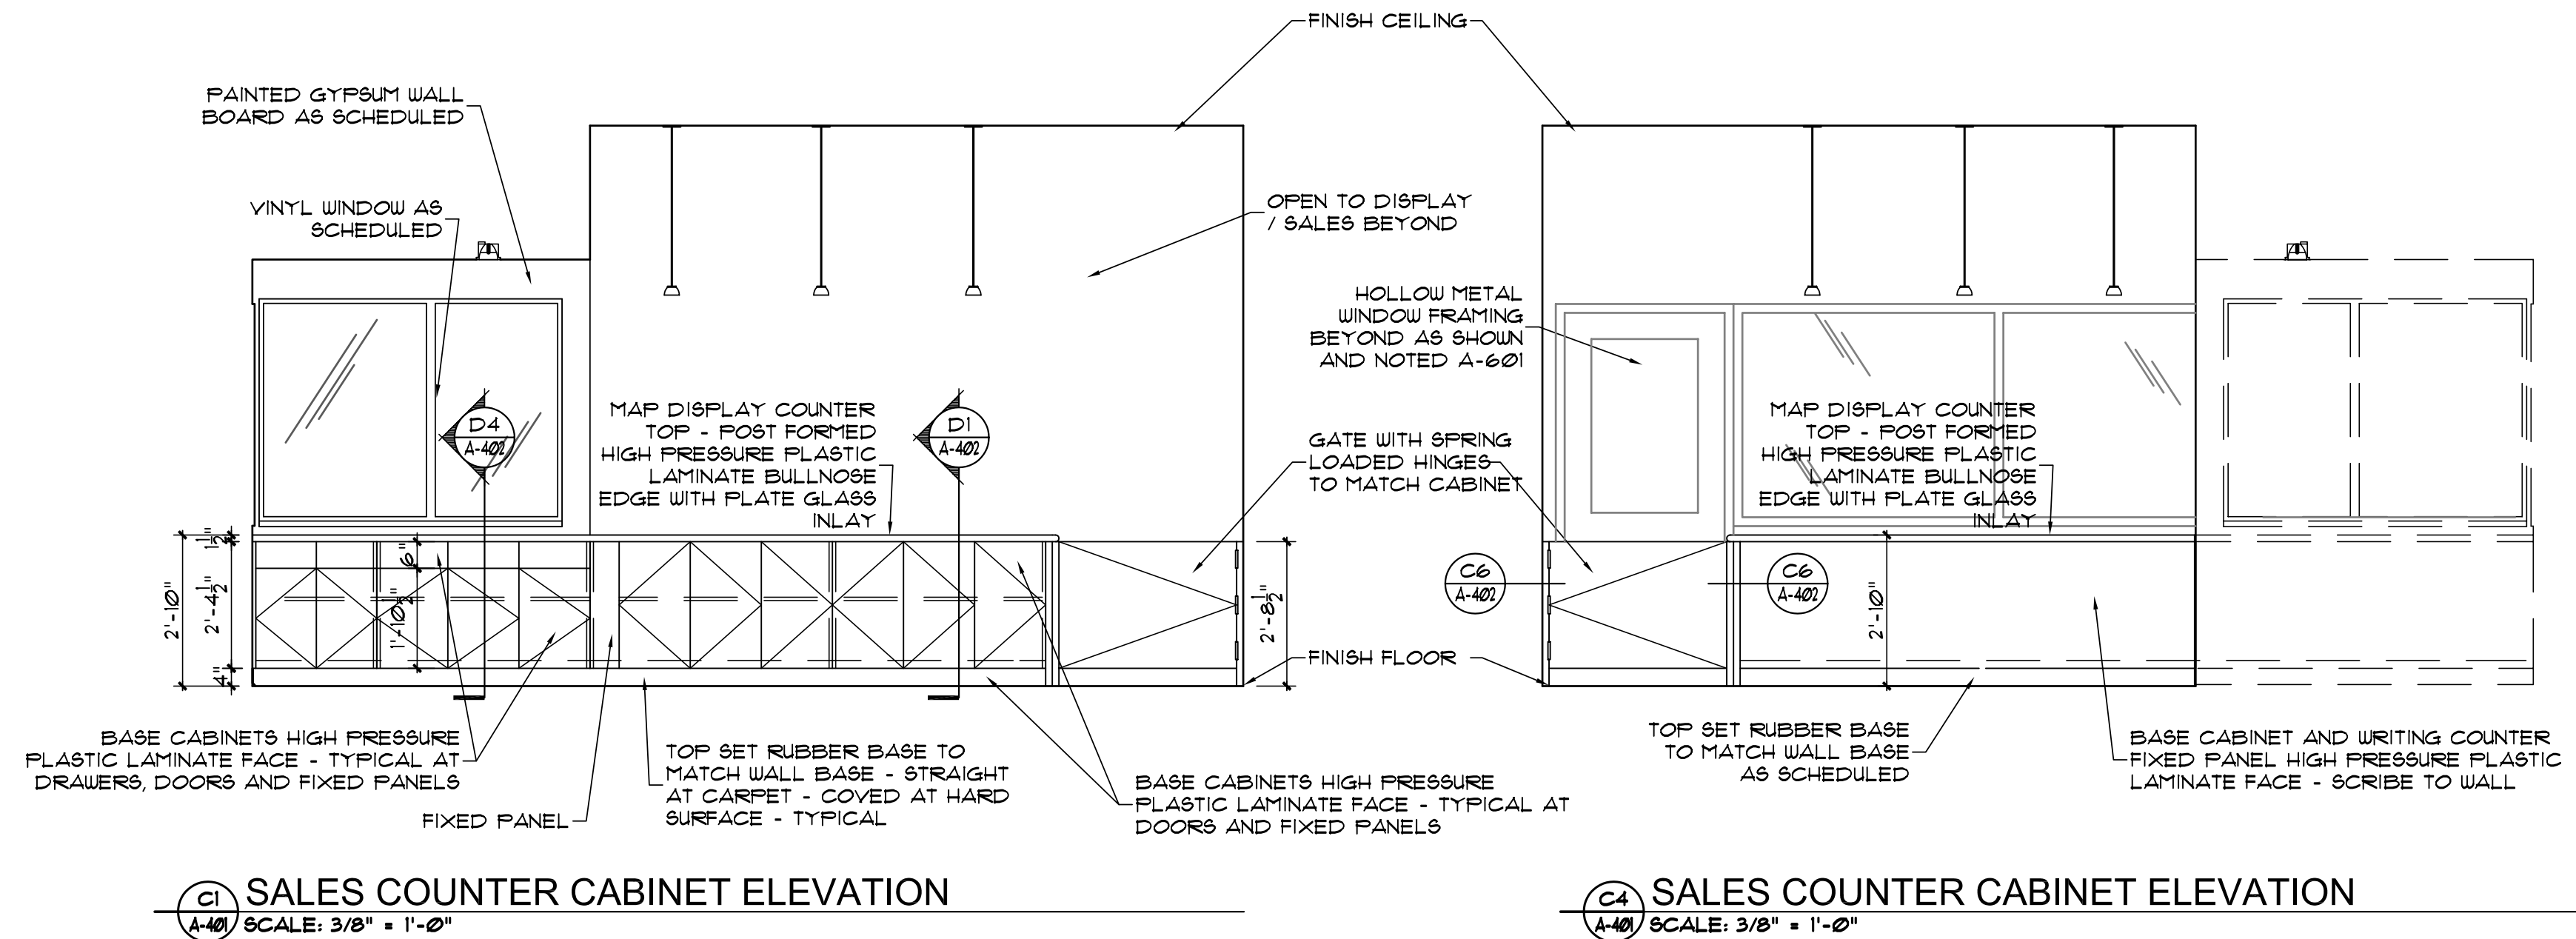 FINISH CEILING
PAINTED GYPSUM WALL
BOARD AS SCHEDULED
VINYL WINDOW AS
SCHEDULED
OPEN TO DISPLAY
/ SALES BEYOND
HOLLOW METAL
WINDOW FRAMING
BEYOND AS SHOWN
AND NOTED A-601
MAP DISPLAY COUNTER
TOP - POST FORMED
HIGH PRESSURE PLASTIC
LAMINATE BULLNOSE
EDGE WITH PLATE GLASS
INLAY
D4
A-402
D1
A-402
GATE WITH SPRING
LOADED HINGES
TO MATCH CABINET
MAP DISPLAY COUNTER
TOP - POST FORMED
HIGH PRESSURE PLASTIC
LAMINATE BULLNOSE
EDGE WITH PLATE GLASS
INLAY
2'-10"
1 1/2"
2'-4 1/2"
4"
6"
1'-10 1/2"
2'-8 1/2"
C6
A-402
C6
A-402
2'-10"
FINISH FLOOR
BASE CABINETS HIGH PRESSURE
PLASTIC LAMINATE FACE - TYPICAL AT
DRAWERS, DOORS AND FIXED PANELS
FIXED PANEL
TOP SET RUBBER BASE TO
MATCH WALL BASE - STRAIGHT
AT CARPET - COVED AT HARD
SURFACE - TYPICAL
BASE CABINETS HIGH PRESSURE
PLASTIC LAMINATE FACE - TYPICAL AT
DOORS AND FIXED PANELS
TOP SET RUBBER BASE
TO MATCH WALL BASE
AS SCHEDULED
BASE CABINET AND WRITING COUNTER
FIXED PANEL HIGH PRESSURE PLASTIC
LAMINATE FACE - SCRIBE TO WALL
C1
A-401
SALES COUNTER CABINET ELEVATION
SCALE: 3/8" = 1'-0"
C4
A-401
SALES COUNTER CABINET ELEVATION
SCALE: 3/8" = 1'-0"